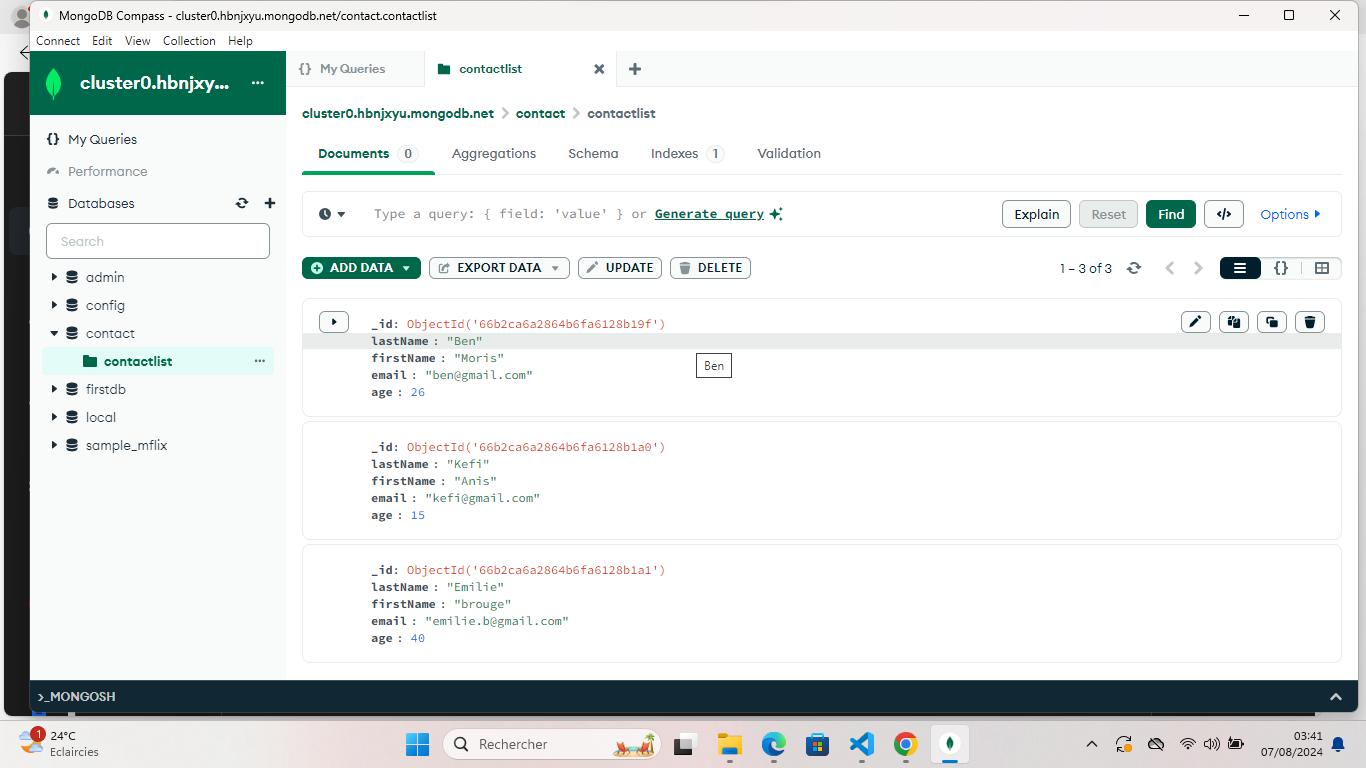 MongoDB Compass - cluster0.hbnjxyu.mongodb.net/contact.contactlist
Connect Edit View Collection Help
cluster0.hbnjxy... ...
{} My Queries
contactlist
cluster0.hbnjxyu.mongodb.net > contact > contactlist
{} My Queries
Performance
Databases
Search
admin
config
contact
contactlist ...
firstdb
local
sample_mflix
Documents 0 Aggregations Schema Indexes 1 Validation
Type a query: { field: 'value' } or Generate query
Explain Reset Find </> Options
ADD DATA EXPORT DATA UPDATE DELETE
1 – 3 of 3 {}
_id: ObjectId('66b2ca6a2864b6fa6128b19f')
lastName : "Ben"
firstName : "Moris"
Ben
email : "ben@gmail.com"
age : 26
_id: ObjectId('66b2ca6a2864b6fa6128b1a0')
lastName : "Kefi"
firstName : "Anis"
email : "kefi@gmail.com"
age : 15
_id: ObjectId('66b2ca6a2864b6fa6128b1a1')
lastName : "Emilie"
firstName : "brouge"
email : "emilie.b@gmail.com"
age : 40
>_MONGOSH
1
24°C
Eclaircies
Rechercher
03:41
07/08/2024